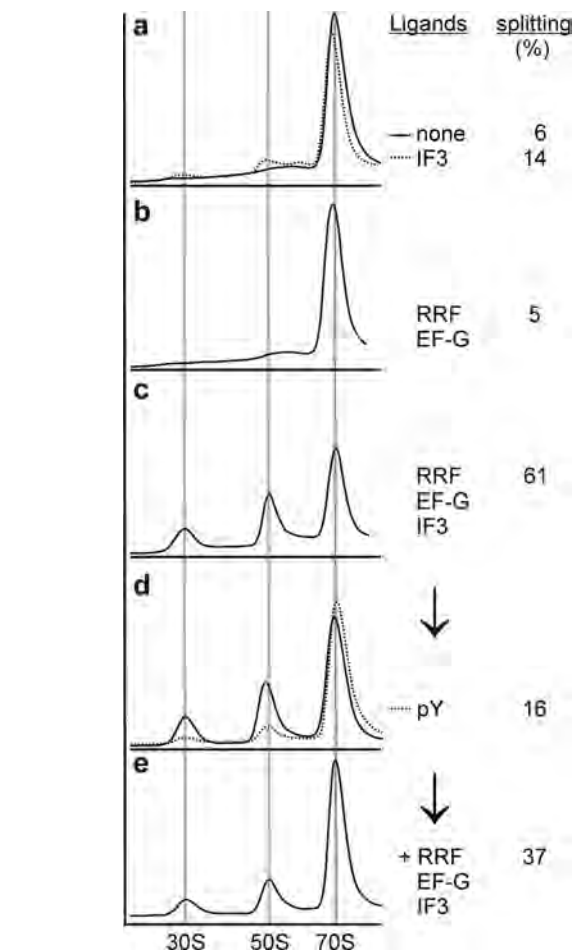 Ligands splitting
(%)
a
none 6
IF3 14
b
RRF 5
EF-G
c
RRF 61
EF-G
IF3
d
pY 16
e
+ RRF 37
EF-G
IF3
30S 50S 70S